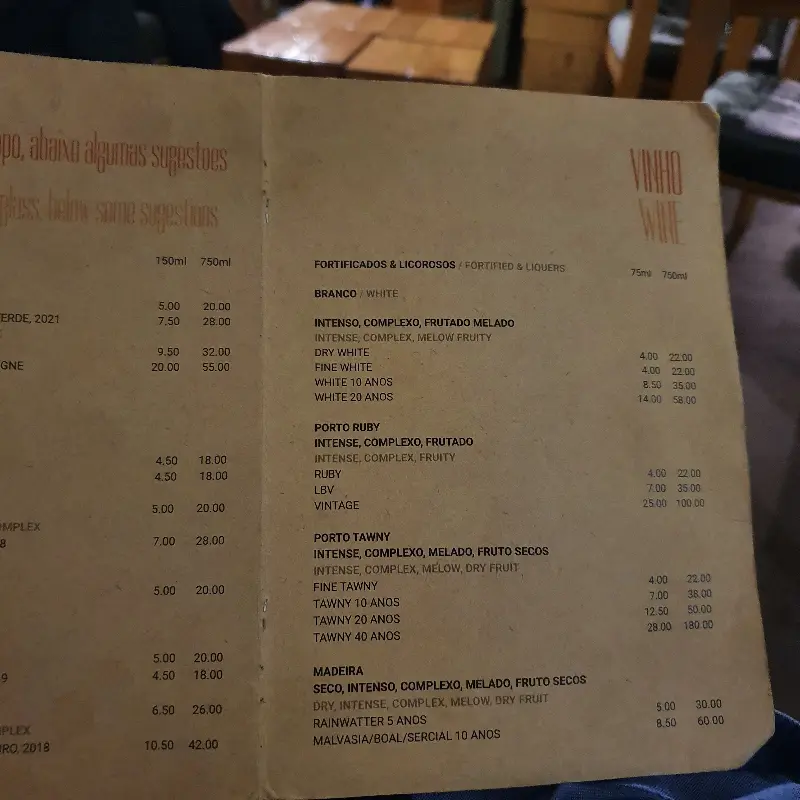 abaixo algumas sugestões
below some sugestions
150ml 750ml
5.00 20.00
ERDE, 2021 7,50 28.00
9.50 32.00
GNE 20.00 55.00
4.50 18.00
4.50 18.00
5.00 20.00
OMPLEX
8 7.00 28.00
5.00 20.00
5.00 20.00
9 4.50 18.00
6.50 26.00
MPLEX
IRO, 2018 10.50 42.00
VINHO
WINE
FORTIFICADOS & LICOROSOS / FORTIFIED & LIQUERS 75ml 750ml
BRANCO / WHITE
INTENSO, COMPLEXO, FRUTADO MELADO
INTENSE, COMPLEX, MELOW FRUITY
DRY WHITE 4.00 22.00
FINE WHITE 4.00 22.00
WHITE 10 ANOS 8.50 35.00
WHITE 20 ANOS 14.00 58.00
PORTO RUBY
INTENSE, COMPLEXO, FRUTADO
INTENSE, COMPLEX, FRUITY
RUBY 4.00 22.00
LBV 7.00 35.00
VINTAGE 25.00 100.00
PORTO TAWNY
INTENSE, COMPLEXO, MELADO, FRUTO SECOS
INTENSE, COMPLEX, MELOW, DRY FRUIT
FINE TAWNY 4.00 22.00
TAWNY 10 ANOS 7.00 38.00
TAWNY 20 ANOS 12.50 50.00
TAWNY 40 ANOS 28.00 180.00
MADEIRA
SECO, INTENSO, COMPLEXO, MELADO, FRUTO SECOS
DRY, INTENSE, COMPLEX, MELOW, DRY FRUIT
RAINWATTER 5 ANOS 5.00 30.00
MALVASIA/BOAL/SERCIAL 10 ANOS 8.50 60.00